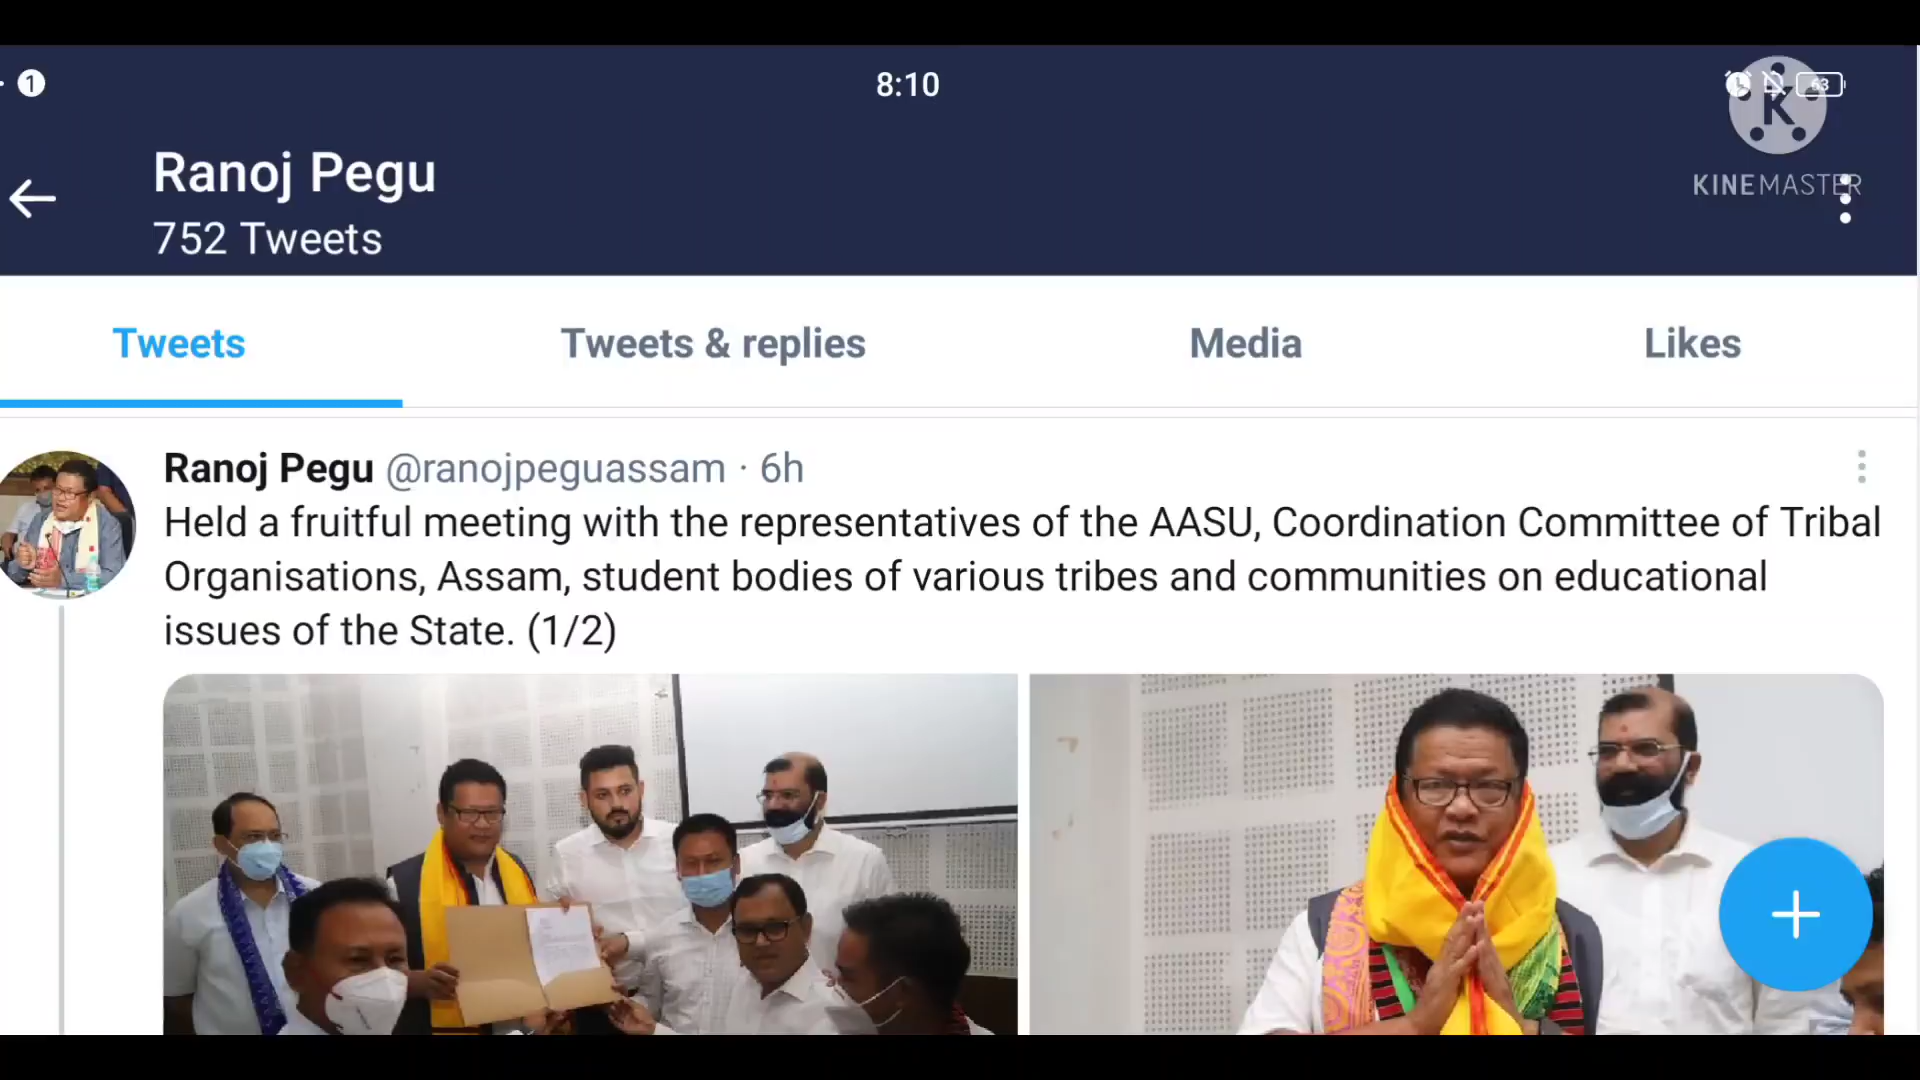 1
8:10
63
K
KINEMASTER
Ranoj Pegu
752 Tweets
Tweets
Tweets & replies
Media
Likes
Ranoj Pegu @ranojpeguassam · 6h
Held a fruitful meeting with the representatives of the AASU, Coordination Committee of Tribal
Organisations, Assam, student bodies of various tribes and communities on educational
issues of the State. (1/2)